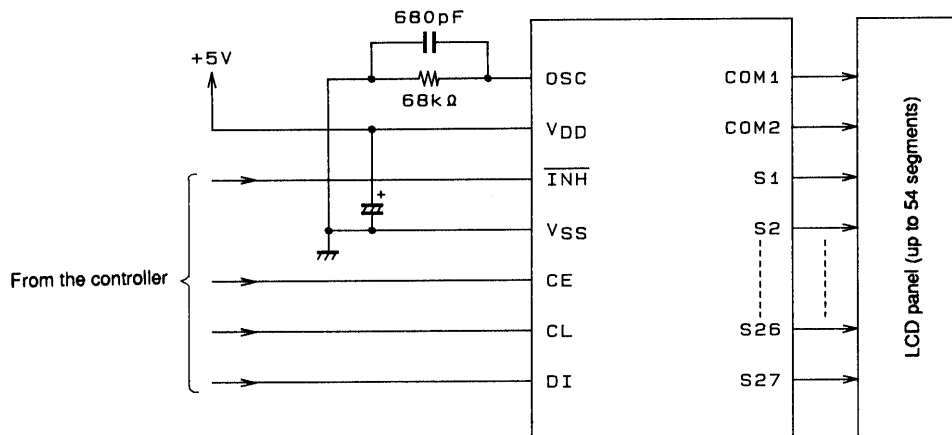 680pF
+5V
68kΩ
OSC
VDD
INH
+
VSS
From the controller
CE
CL
DI
COM1
COM2
S1
S2
S26
S27
LCD panel (up to 54 segments)